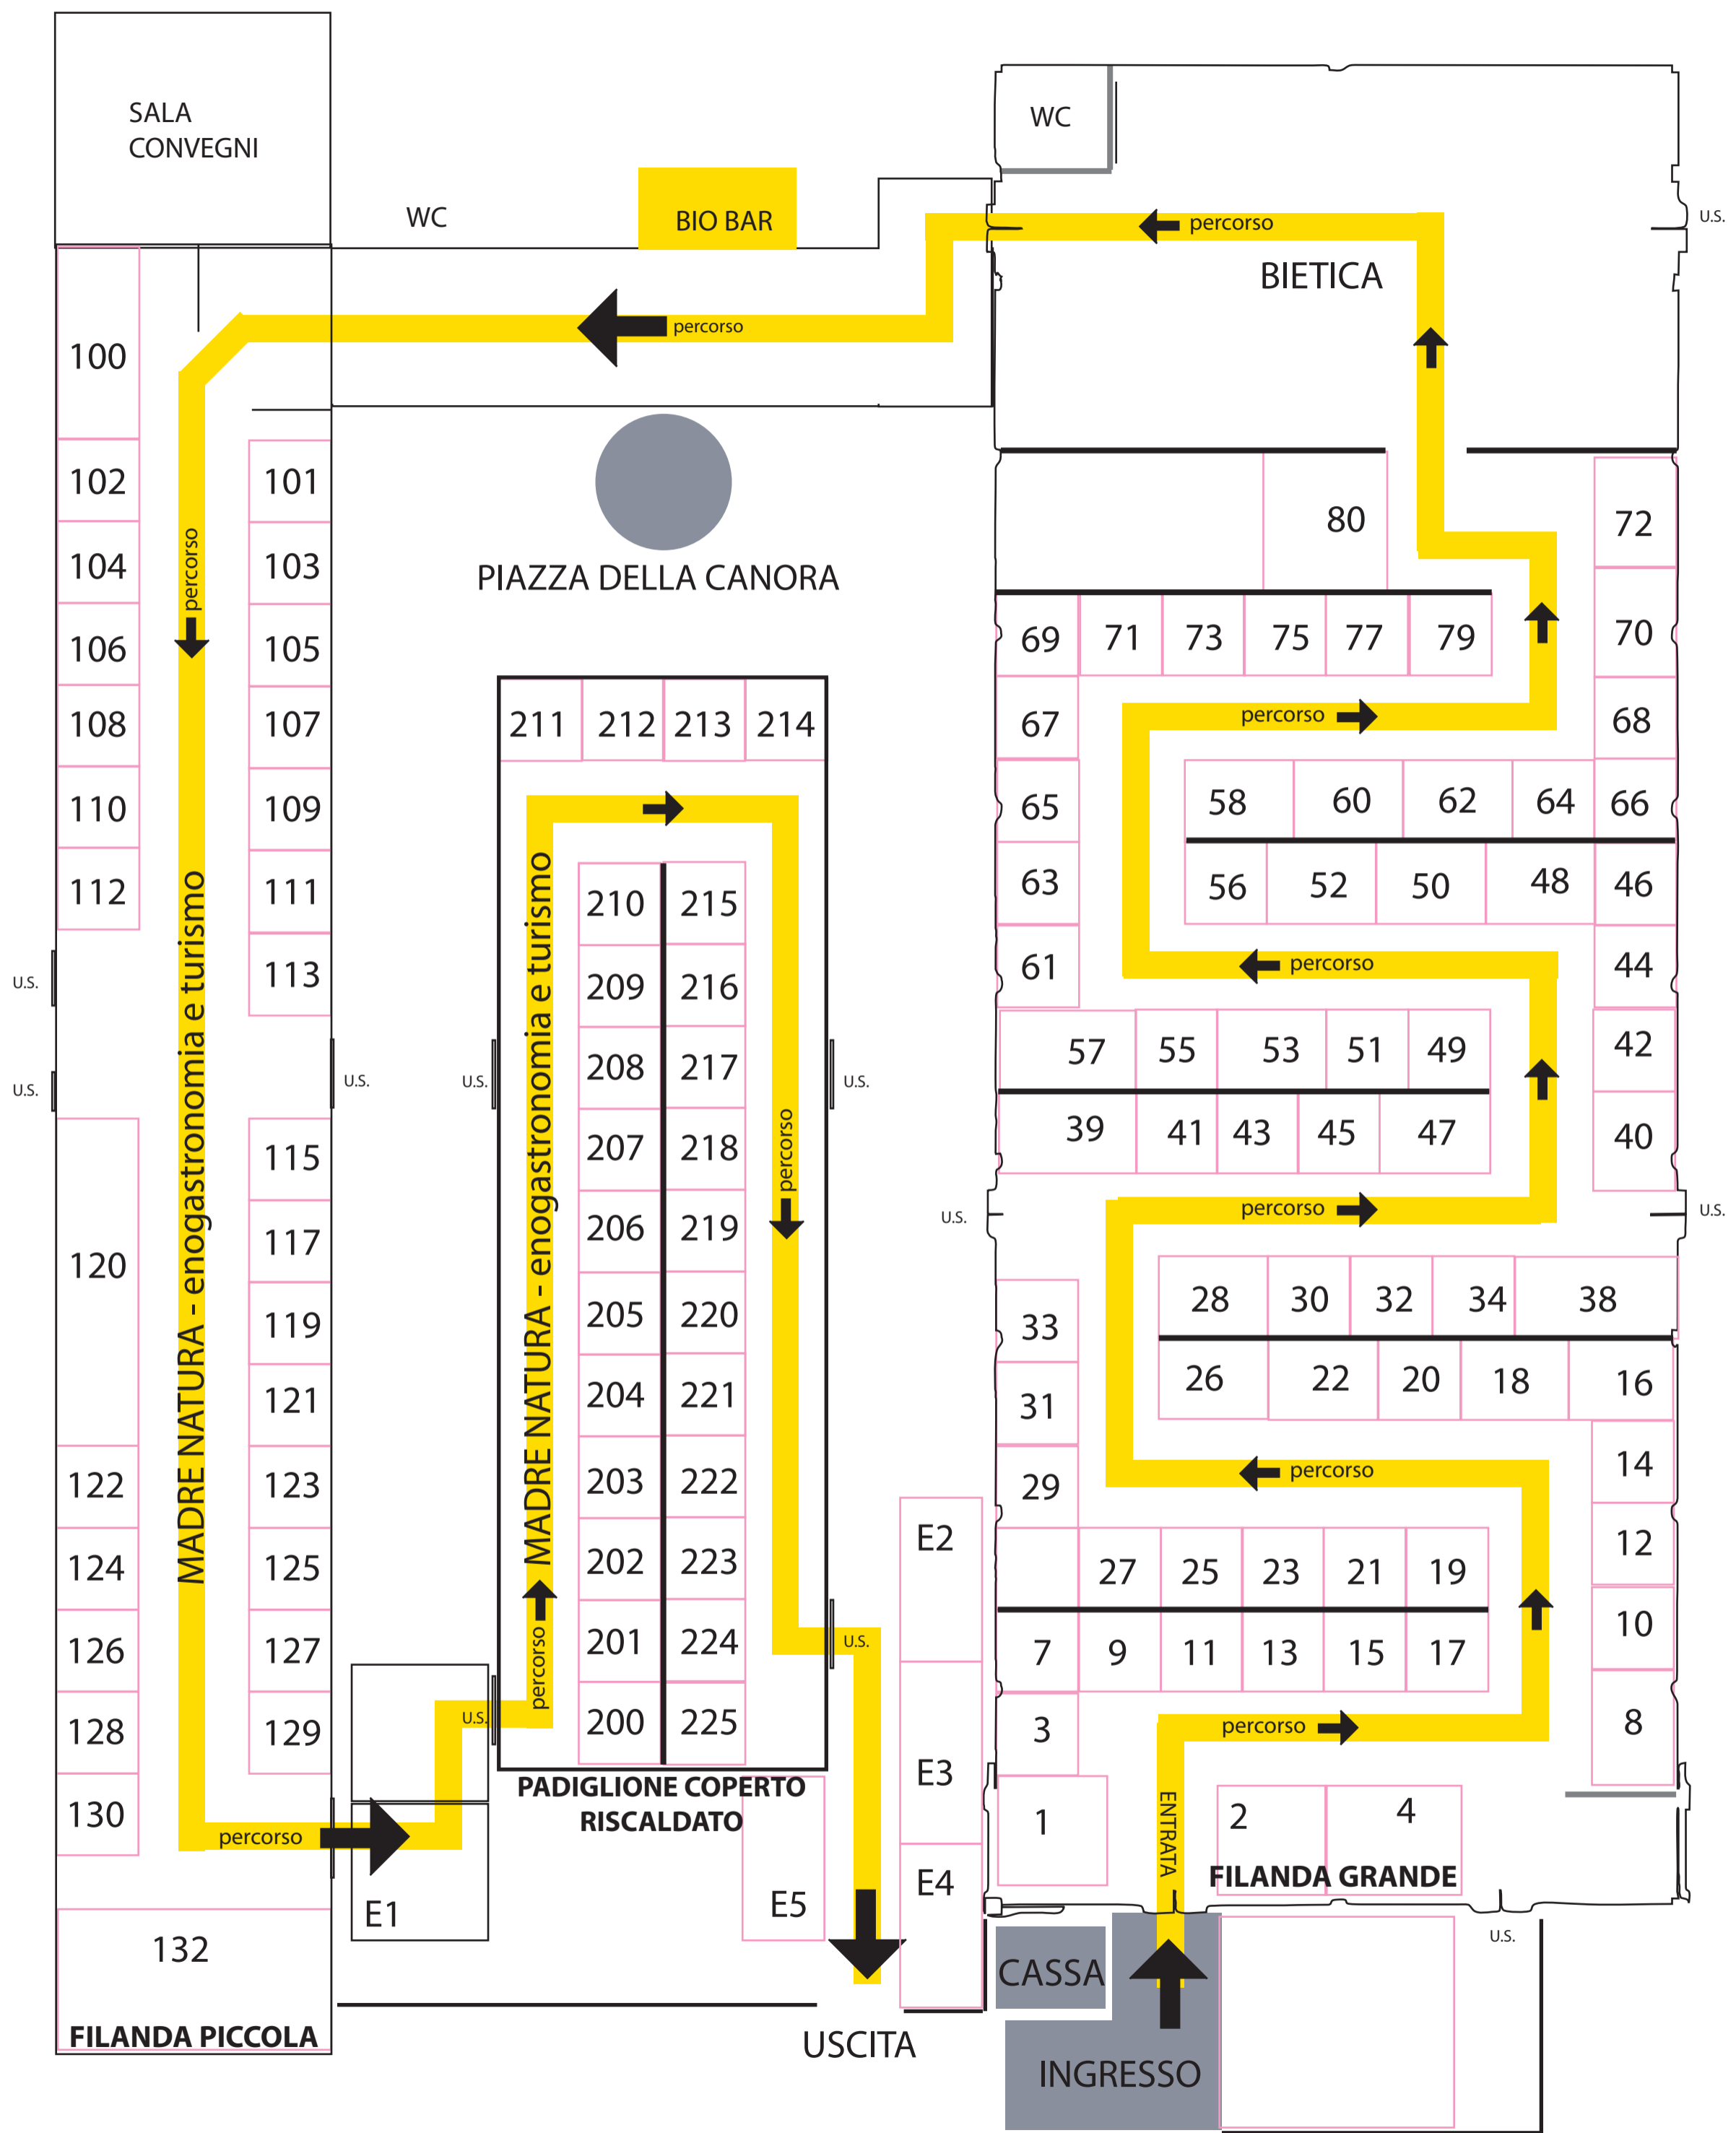 SALA
CONVEGNI
WC
BIO BAR
WC
percorso
U.S.
BIETICA
percorso
100
102
101
104
103
106
105
108
107
110
109
112
111
113
percorso
MADRE NATURA - enogastronomia e turismo
U.S.
U.S.
U.S.
120
115
117
119
121
122
123
124
125
126
127
128
129
130
percorso
132
FILANDA PICCOLA
E1
PIAZZA DELLA CANORA
211
212
213
214
210
215
209
216
208
217
207
218
206
219
205
220
204
221
203
222
202
223
201
224
200
225
MADRE NATURA - enogastronomia e turismo
percorso
percorso
U.S.
U.S.
U.S.
U.S.
PADIGLIONE COPERTO
RISCALDATO
E5
E2
E3
E4
USCITA
80
72
69
71
73
75
77
79
70
67
percorso
68
65
58
60
62
64
66
63
56
52
50
48
46
61
percorso
44
57
55
53
51
49
42
39
41
43
45
47
40
U.S.
percorso
U.S.
33
28
30
32
34
38
31
26
22
20
18
16
29
percorso
14
27
25
23
21
19
12
7
9
11
13
15
17
10
3
percorso
8
1
ENTRATA
2
4
FILANDA GRANDE
CASSA
U.S.
INGRESSO